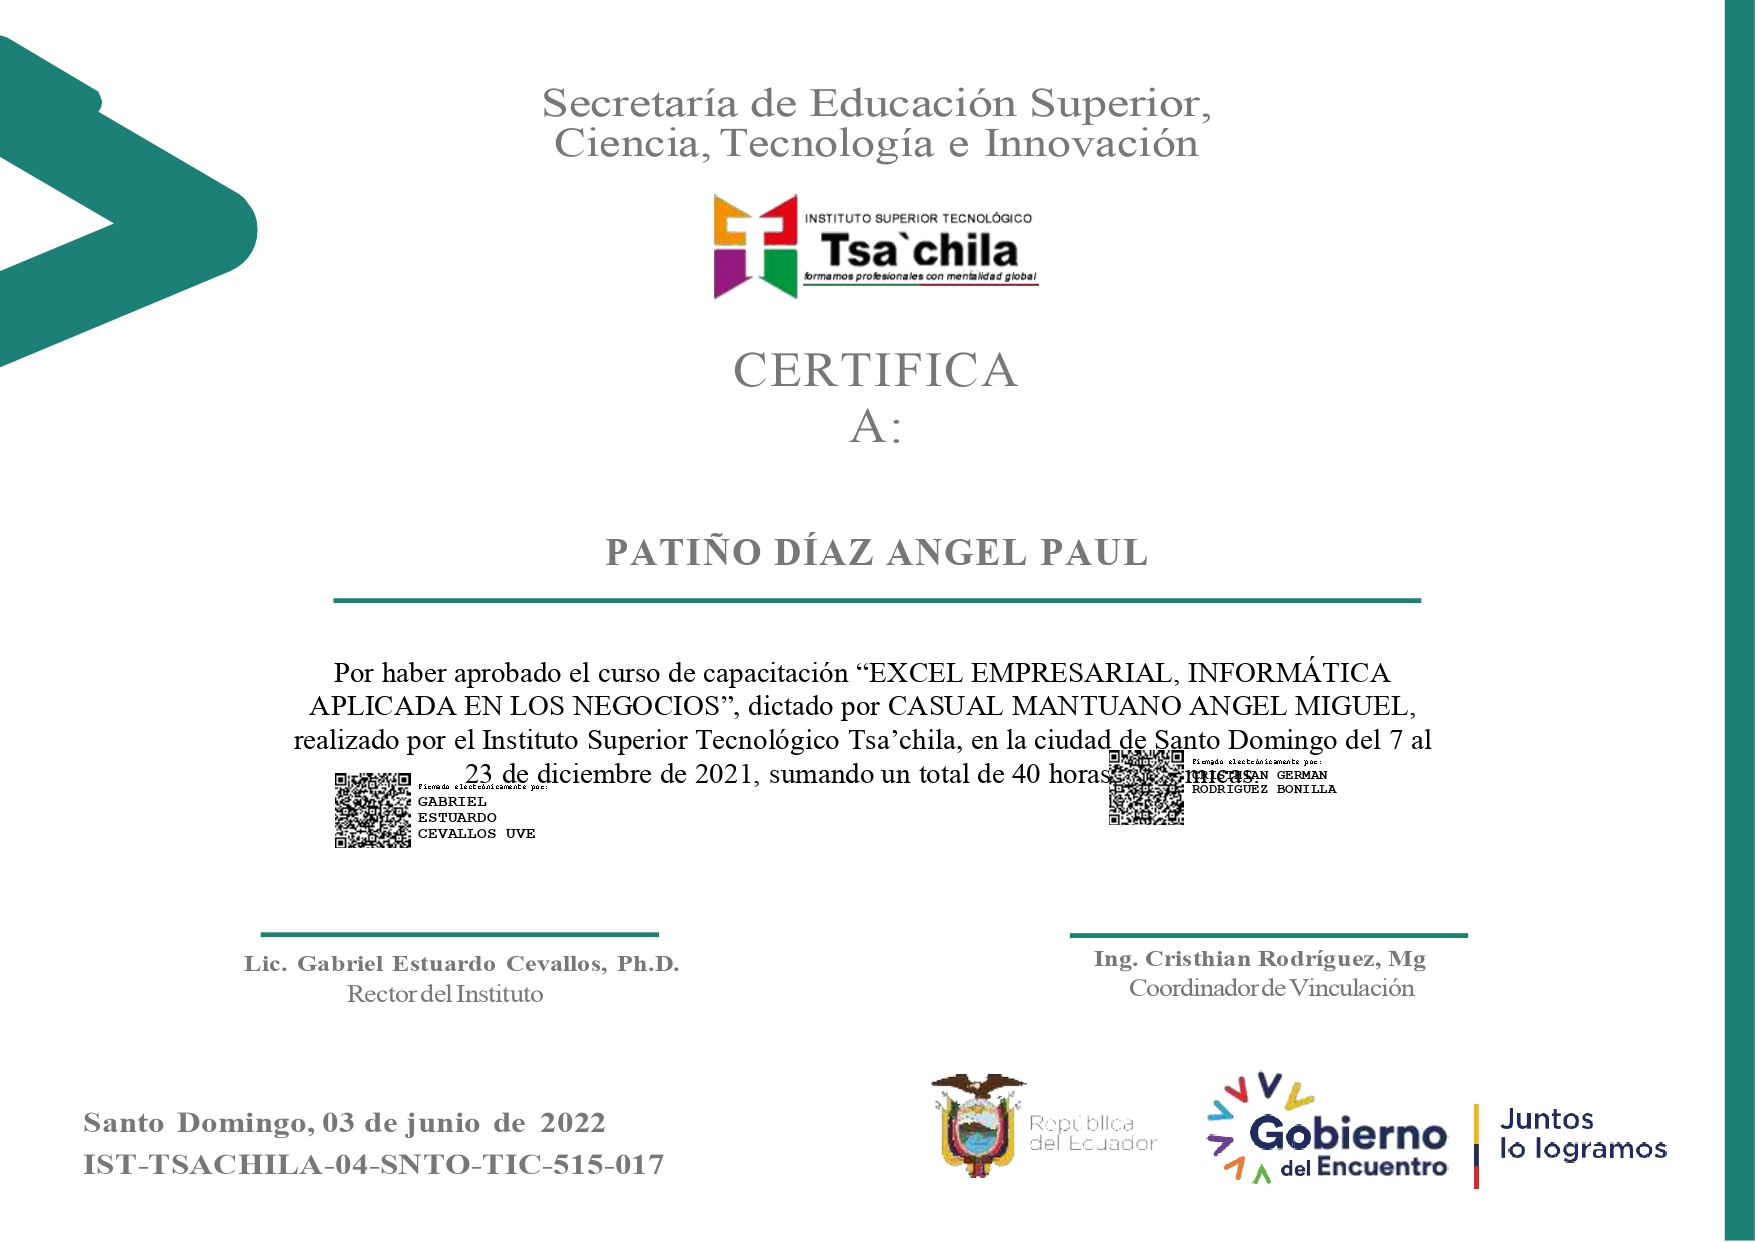 Secretaría de Educación Superior,
Ciencia, Tecnología e Innovación
INSTITUTO SUPERIOR TECNOLÓGICO
Tsa`chila
formamos profesionales con mentalidad global
CERTIFICA
A:
PATIÑO DÍAZ ANGEL PAUL
Por haber aprobado el curso de capacitación “EXCEL EMPRESARIAL, INFORMÁTICA
APLICADA EN LOS NEGOCIOS”, dictado por CASUAL MANTUANO ANGEL MIGUEL,
realizado por el Instituto Superior Tecnológico Tsa’chila, en la ciudad de Santo Domingo del 7 al
23 de diciembre de 2021, sumando un total de 40 horas
Firmado electrónicamente por:
GABRIEL
ESTUARDO
CEVALLOS UVE
Firmado electrónicamente por:
CRISTHIAN GERMAN
RODRIGUEZ BONILLA
Lic. Gabriel Estuardo Cevallos, Ph.D.
Rector del Instituto
Ing. Cristhian Rodríguez, Mg
Coordinador de Vinculación
Santo Domingo, 03 de junio de 2022
IST-TSACHILA-04-SNTO-TIC-515-017
República
del Ecuador
Gobierno
del Encuentro
Juntos
lo logramos